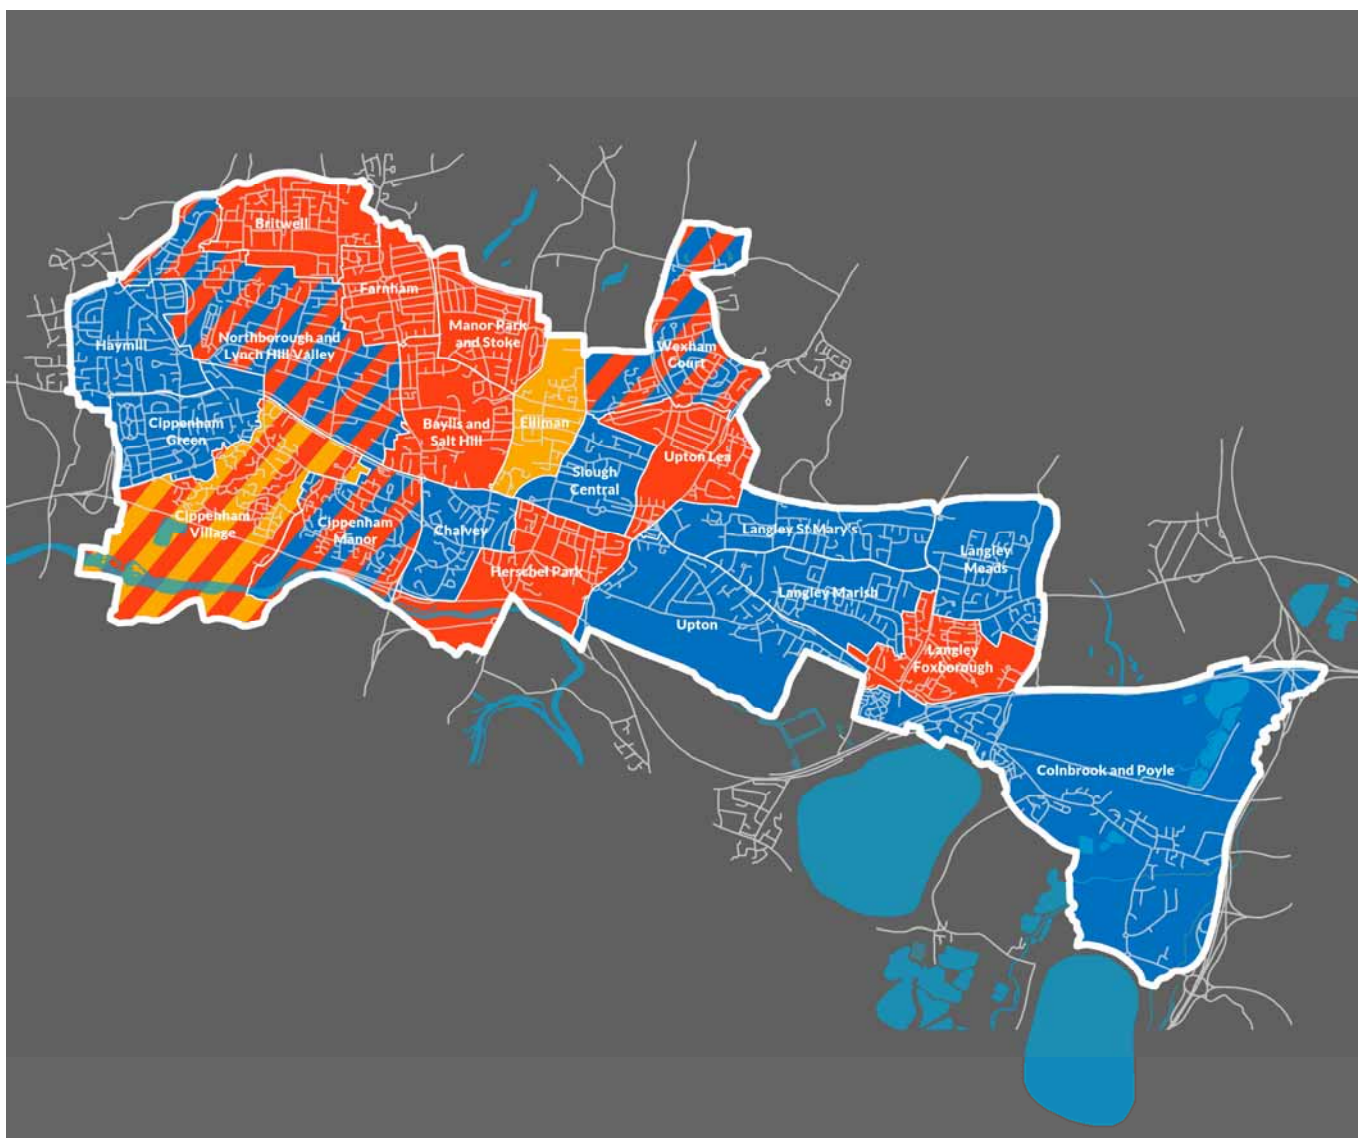 Britwell
Farnham
Manor Park
and Stoke
Haymill
Northborough and
Lynch Hill Valley
Wexham
Court
Cippenham
Green
Baylis and
Salt Hill
Elliman
Upton Lea
Slough
Central
Cippenham
Village
Cippenham
Manor
Chalvey
Langley St Mary's
Langley
Meads
Herschel Park
Langley Marish
Upton
Langley
Foxborough
Colnbrook and Poyle